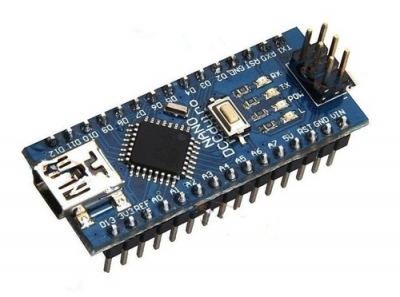 D12 D11 D10 D9 D8 D7 D6 D5 D4 D3 D2 GND RST RX0 TX1
DCCduino
NANO
RX
TX
POW
L
D13 3V3 REF A0 A1 A2 A3 A4 A5 A6 A7 5V RST GND VIN